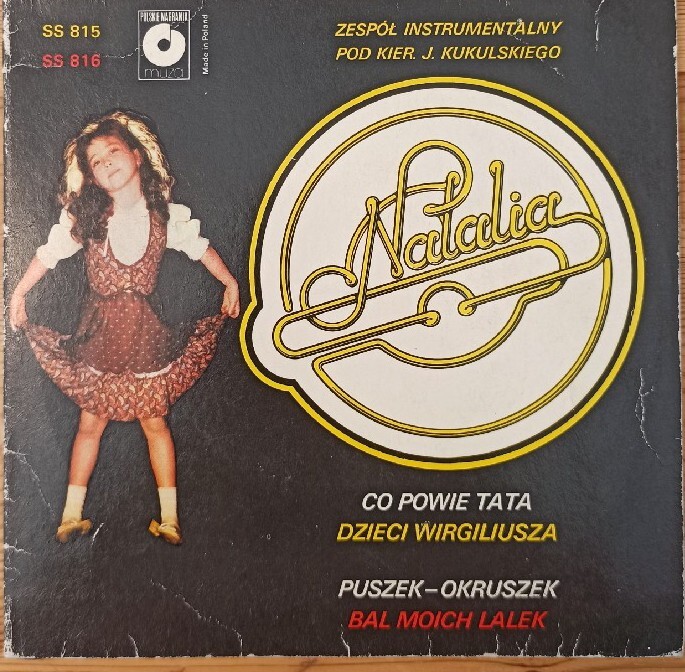 SS 815
SS 816
POLSKIE NAGRANIA
muza
Made in Poland
ZESPÓŁ INSTRUMENTALNY
POD KIER. J. KUKULSKIEGO
Natalia
CO POWIE TATA
DZIECI WIRGILIUSZA
PUSZEK–OKRUSZEK
BAL MOICH LALEK